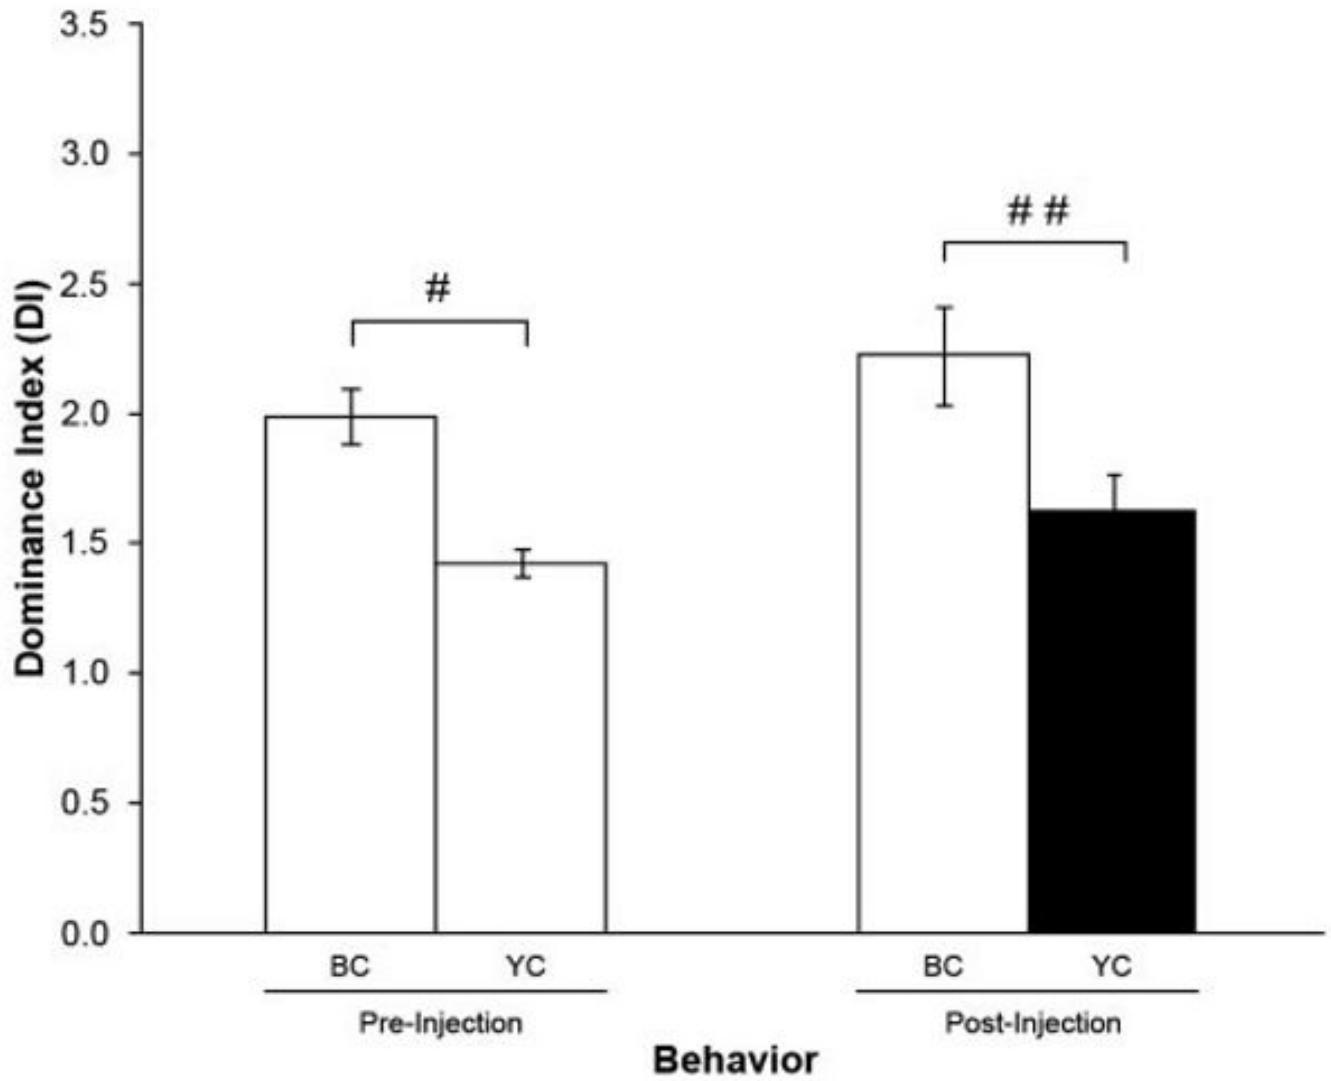 3.5
3.0
# #
2.5
#
2.0
1.5
1.0
0.5
0.0
Dominance Index (DI)
BC YC BC YC
Pre-Injection Post-Injection
Behavior